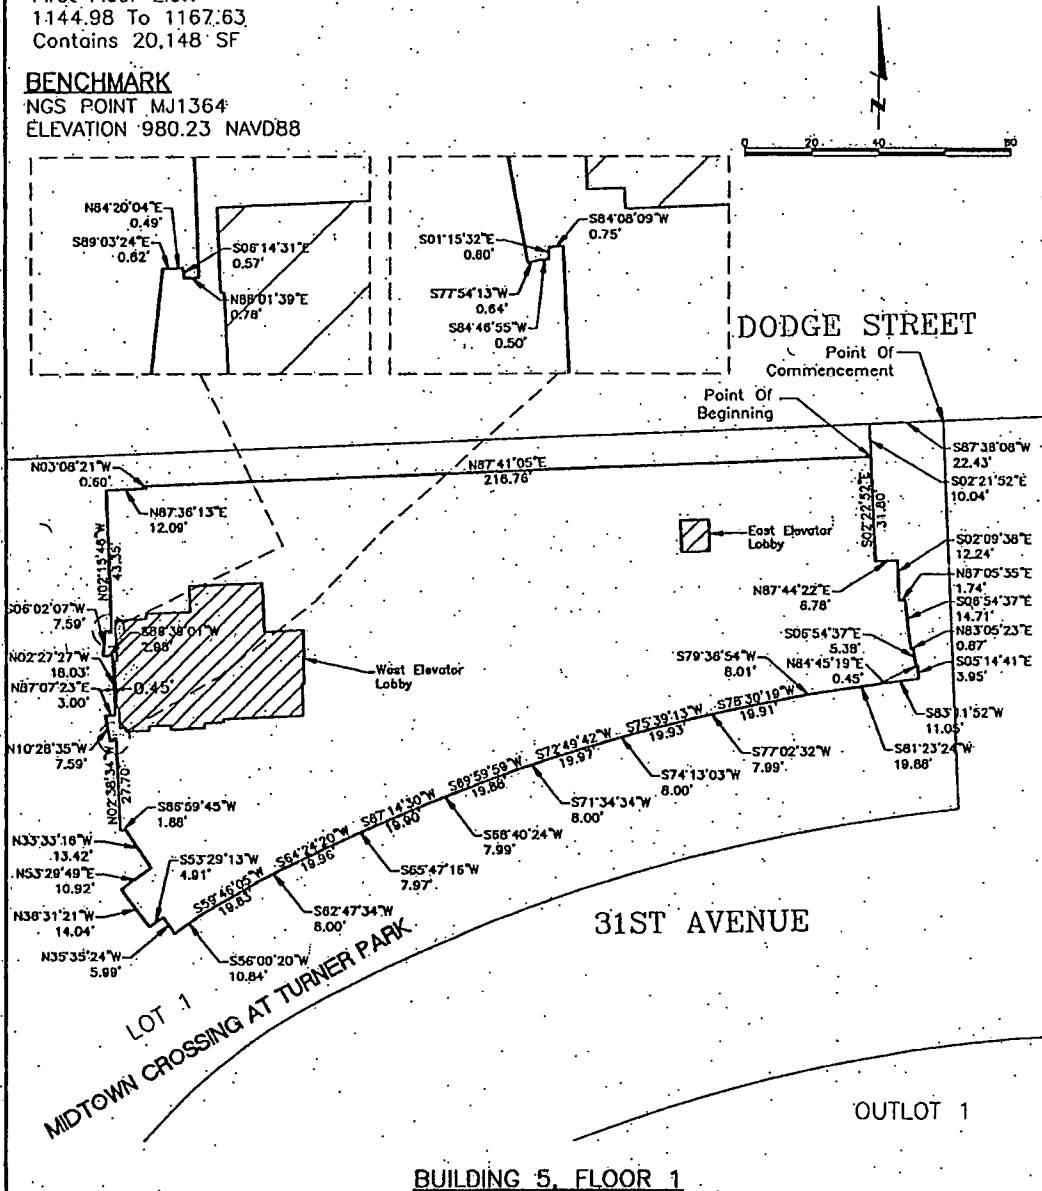 1144.98 To 1167.63
Contains 20,148 SF
BENCHMARK
NGS POINT MJ1364
ELEVATION 980.23 NAVD88
Z
0 20 40 80
N84°20'04"E
0.49'
S89°03'24"E
0.62'
S06°14'31"E
0.57'
N88°01'39"E
0.78'
S84°08'09"W
0.75'
S01°15'32"E
0.80'
S77°54'13"W
0.64'
S84°46'55"W
0.50'
DODGE STREET
Point Of
Commencement
Point Of
Beginning
S87°38'08"W
22.43'
S02°21'52"E
10.04'
N03°08'21"W
0.60'
N87°41'05"E
216.76'
N87°36'13"E
12.09'
S02°22'52"E
31.80'
N02°15'46"W
43.35'
East Elevator
Lobby
S02°09'38"E
12.24'
N87°44'22"E
6.78'
N87°05'35"E
1.74'
S06°54'37"E
14.71'
N83°05'23"E
0.87'
S05°14'41"E
3.95'
S06°54'37"E
5.38'
N84°45'19"E
0.45'
S06°02'07"W
7.59'
2.98'
N02°27'27"W
18.03'
N87°07'23"E
3.00'
0.45'
West Elevator
Lobby
N10°28'35"W
7.59'
N02°38'34"W
27.70'
S79°38'54"W
8.01'
S78°30'19"W
19.91'
S75°39'13"W
19.93'
S72°49'42"W
19.97'
S69°59'59"W
19.88'
S67°14'30"W
19.90'
S64°24'20"W
19.96'
S59°46'05"W
19.83'
11.05'
S81°23'24"W
19.88'
S77°02'32"W
7.99'
S74°13'03"W
8.00'
S71°34'34"W
8.00'
S68°40'24"W
7.99'
S65°47'16"W
7.97'
S62°47'34"W
8.00'
S56°00'20"W
10.84'
S86°59'45"W
1.88'
N33°33'16"W
13.42'
S53°29'13"W
4.91'
N53°29'49"E
10.92'
N38°31'21"W
14.04'
N35°35'24"W
5.99'
31ST AVENUE
LOT 1
MIDTOWN CROSSING AT TURNER PARK
OUTLOT 1
BUILDING 5, FLOOR 1